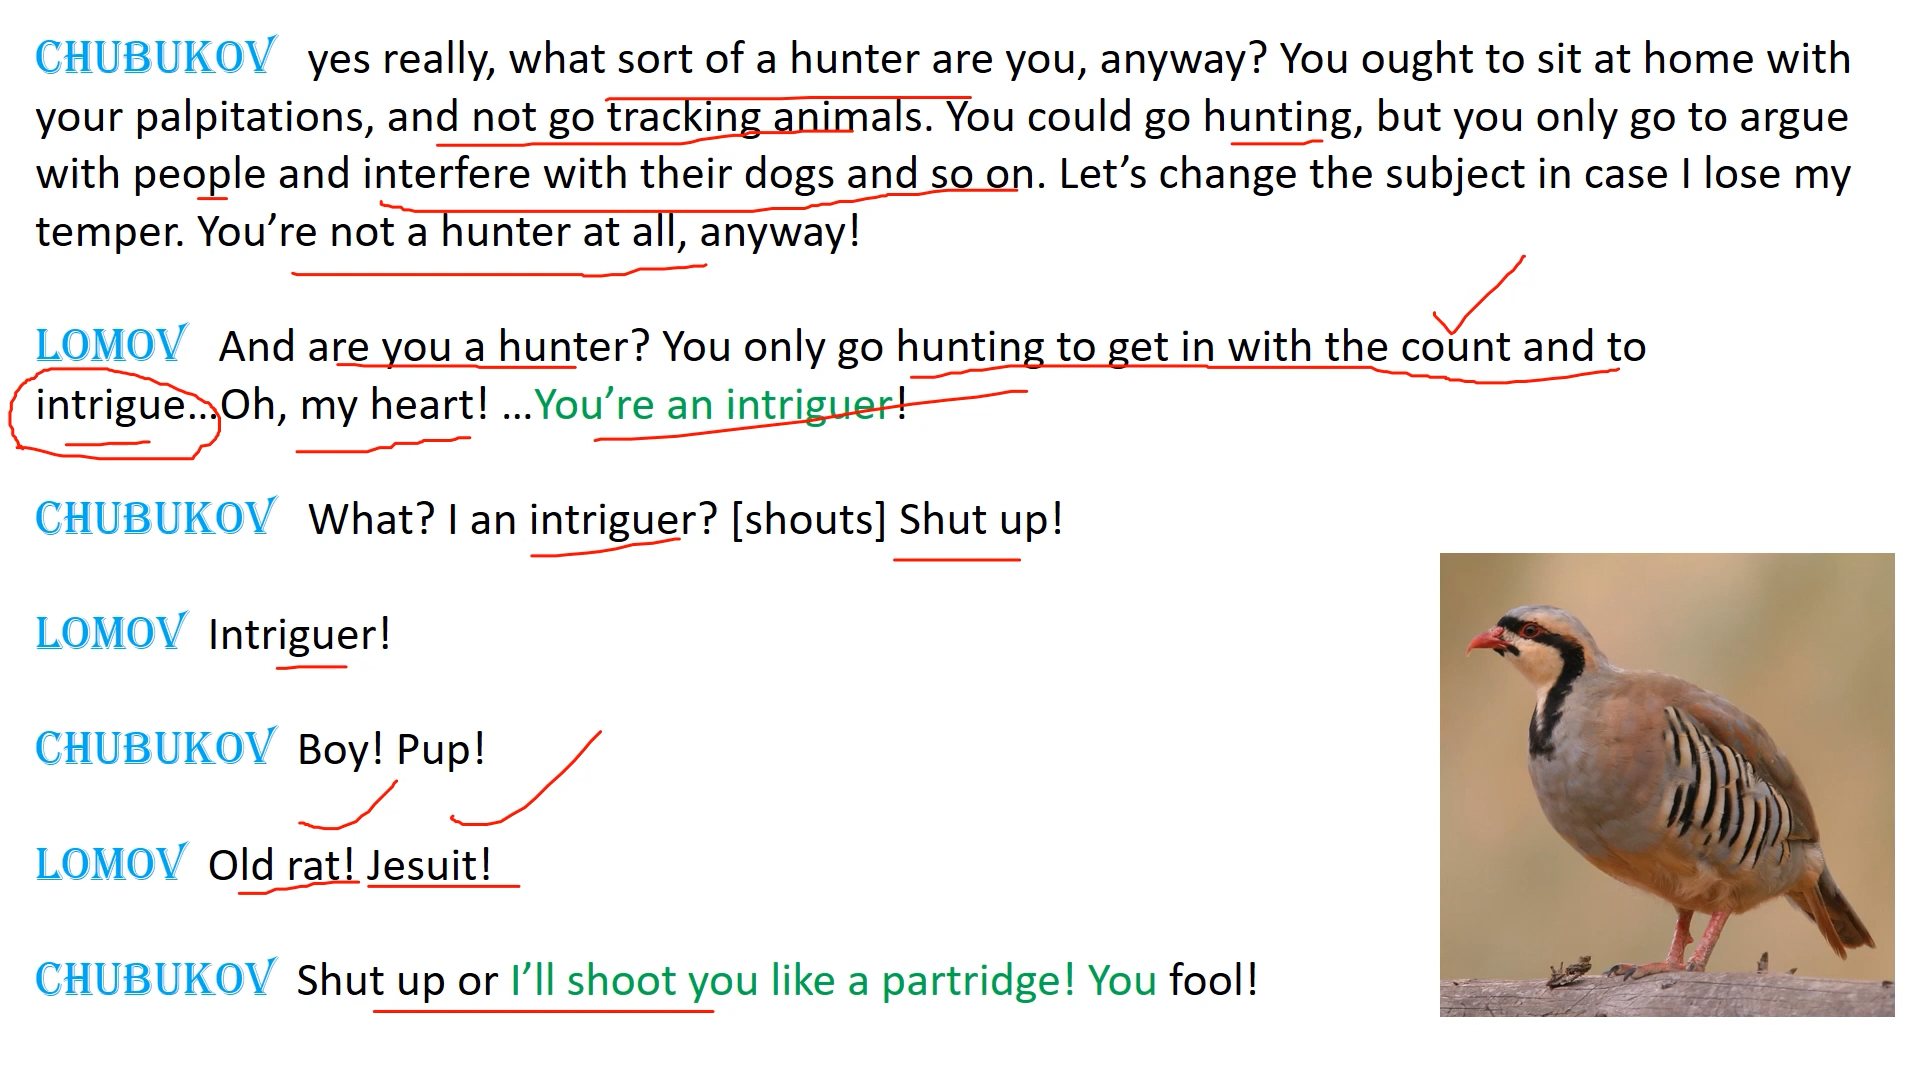 CHUBUKOV yes really, what sort of a hunter are you, anyway? You ought to sit at home with
your palpitations, and not go tracking animals. You could go hunting, but you only go to argue
with people and interfere with their dogs and so on. Let’s change the subject in case I lose my
temper. You’re not a hunter at all, anyway!
LOMOV And are you a hunter? You only go hunting to get in with the count and to
intrigue…Oh, my heart! …You’re an intriguer!
CHUBUKOV What? I an intriguer? [shouts] Shut up!
LOMOV Intriguer!
CHUBUKOV Boy! Pup!
LOMOV Old rat! Jesuit!
CHUBUKOV Shut up or I’ll shoot you like a partridge! You fool!